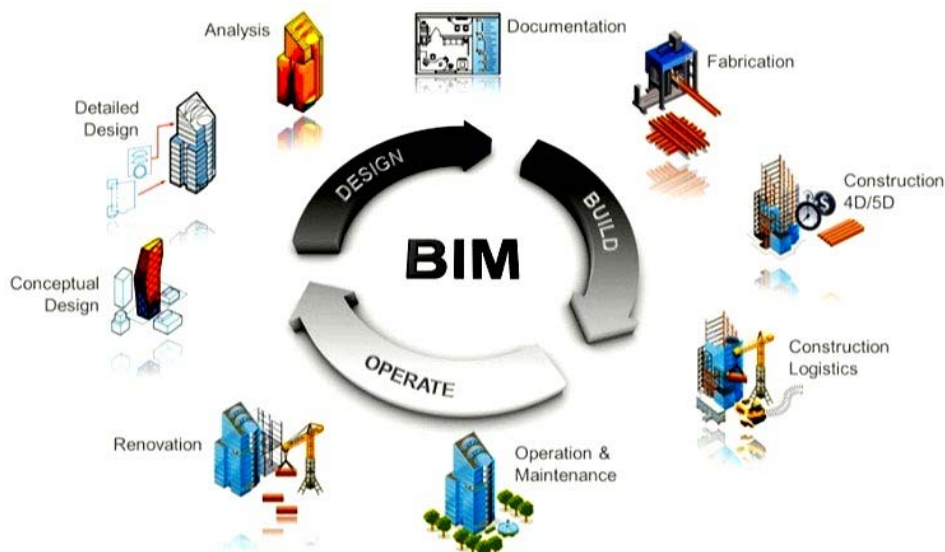 Analysis
Documentation
Fabrication
Detailed
Design
Construction
4D/5D
DESIGN
BUILD
BIM
Conceptual
Design
Construction
Logistics
OPERATE
Renovation
Operation &
Maintenance